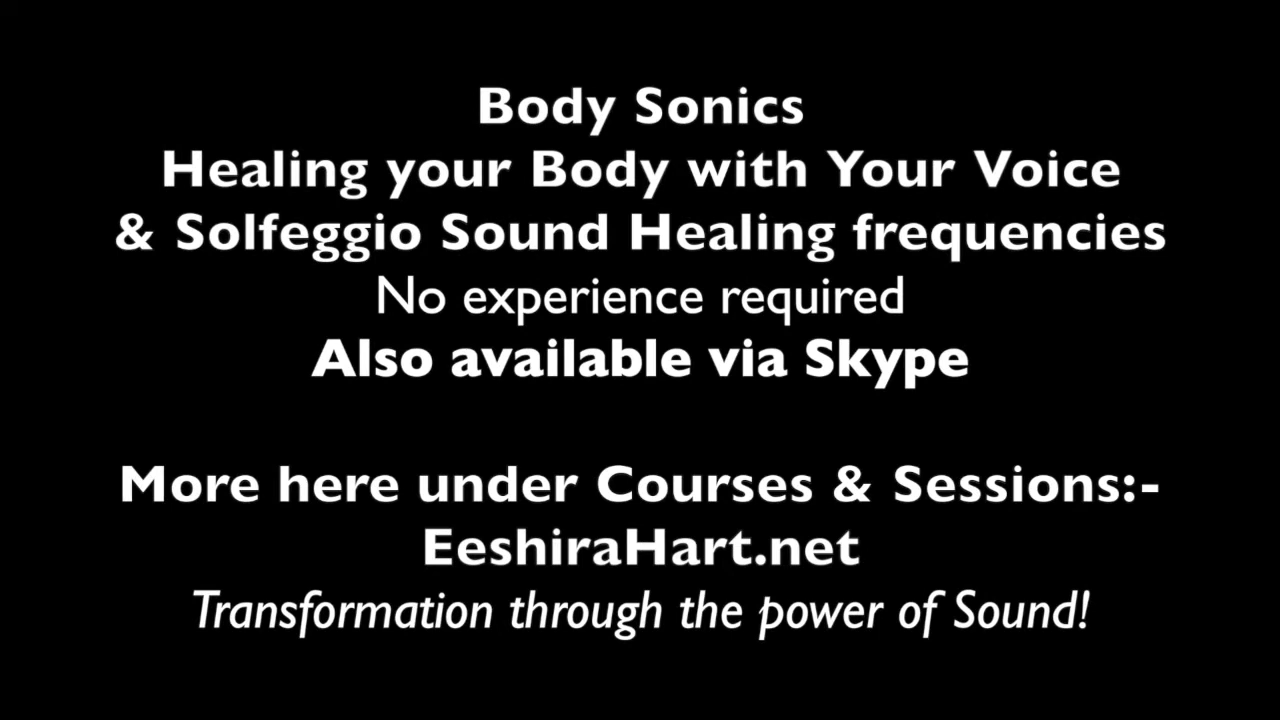 Body Sonics
Healing your Body with Your Voice
& Solfeggio Sound Healing frequencies
No experience required
Also available via Skype
More here under Courses & Sessions:-
EeshiraHart.net
Transformation through the power of Sound!